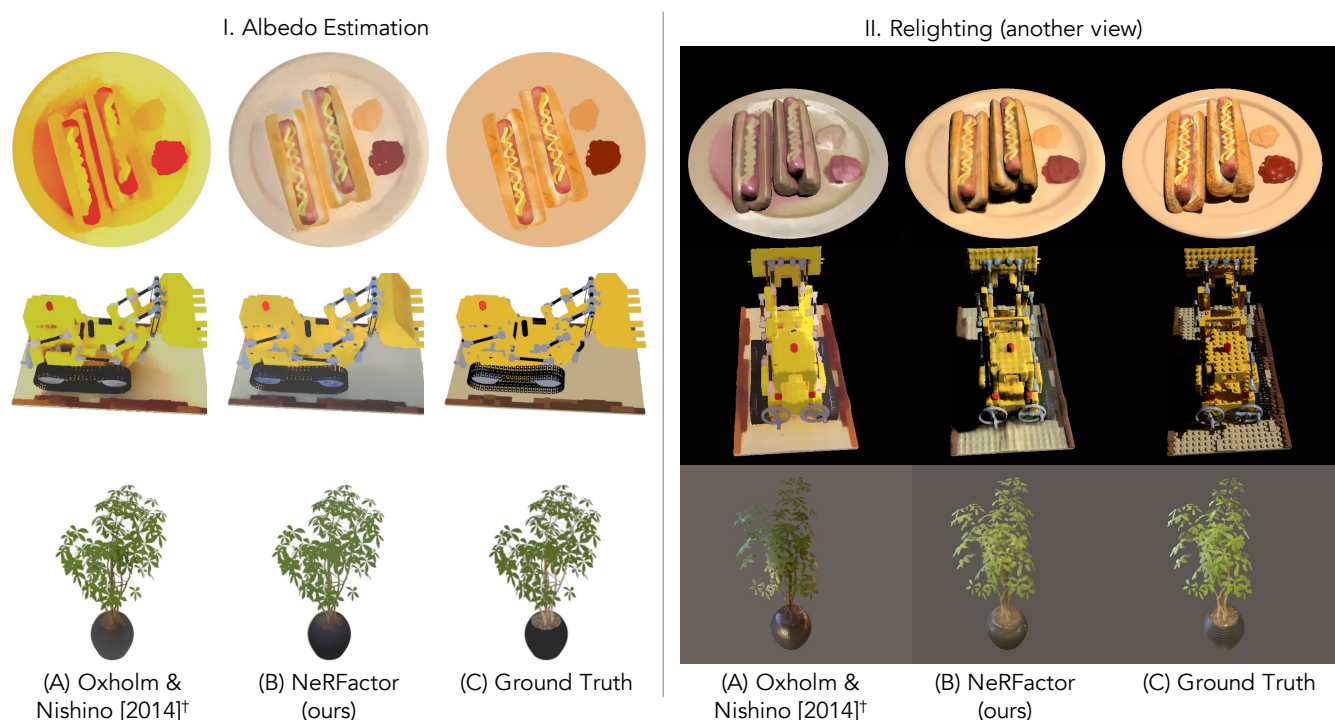 I. Albedo Estimation
II. Relighting (another view)
(A) Oxholm &
Nishino [2014]†
(B) NeRFactor
(ours)
(C) Ground Truth
(A) Oxholm &
Nishino [2014]†
(B) NeRFactor
(ours)
(C) Ground Truth